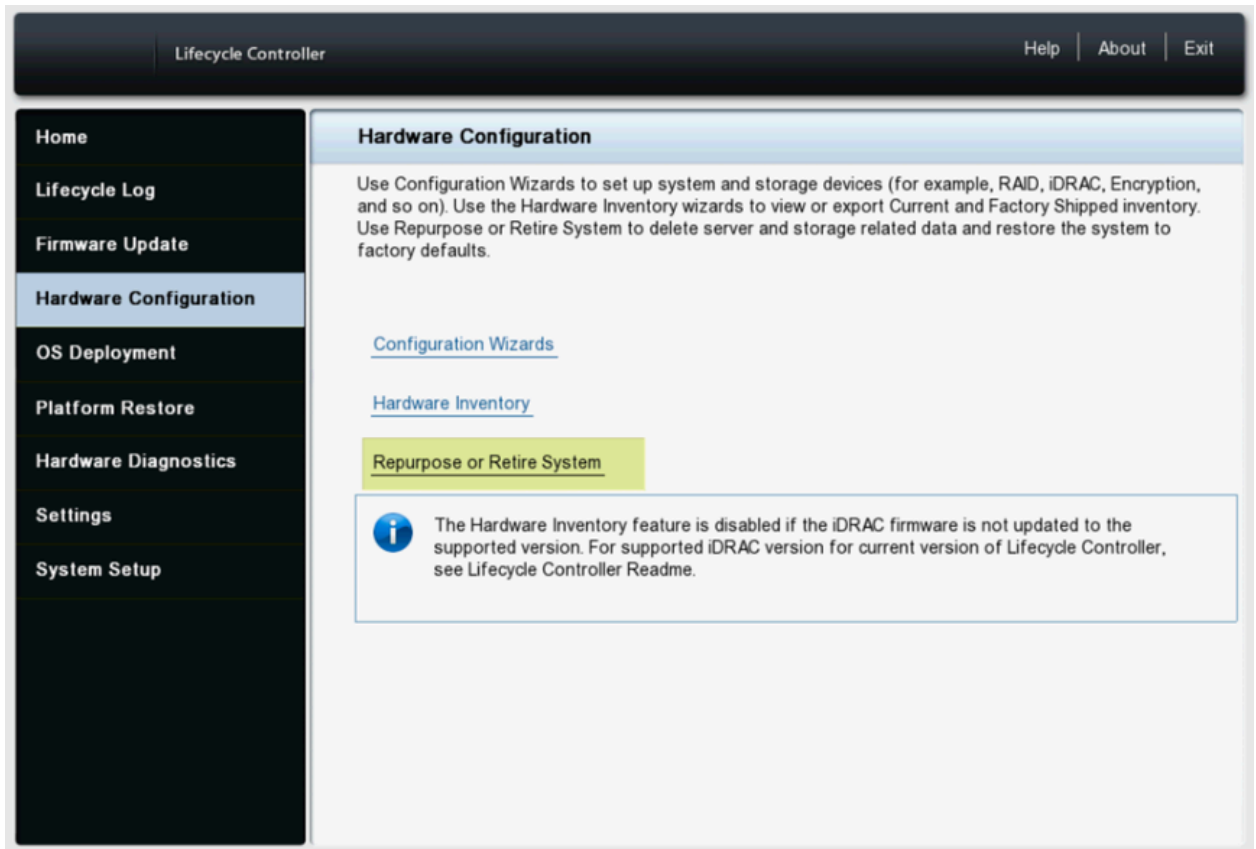 Lifecycle Controller
Help
About
Exit
Home
Lifecycle Log
Firmware Update
Hardware Configuration
OS Deployment
Platform Restore
Hardware Diagnostics
Settings
System Setup
Hardware Configuration
Use Configuration Wizards to set up system and storage devices (for example, RAID, iDRAC, Encryption,
and so on). Use the Hardware Inventory wizards to view or export Current and Factory Shipped inventory.
Use Repurpose or Retire System to delete server and storage related data and restore the system to
factory defaults.
Configuration Wizards
Hardware Inventory
Repurpose or Retire System
The Hardware Inventory feature is disabled if the iDRAC firmware is not updated to the
supported version. For supported iDRAC version for current version of Lifecycle Controller,
see Lifecycle Controller Readme.